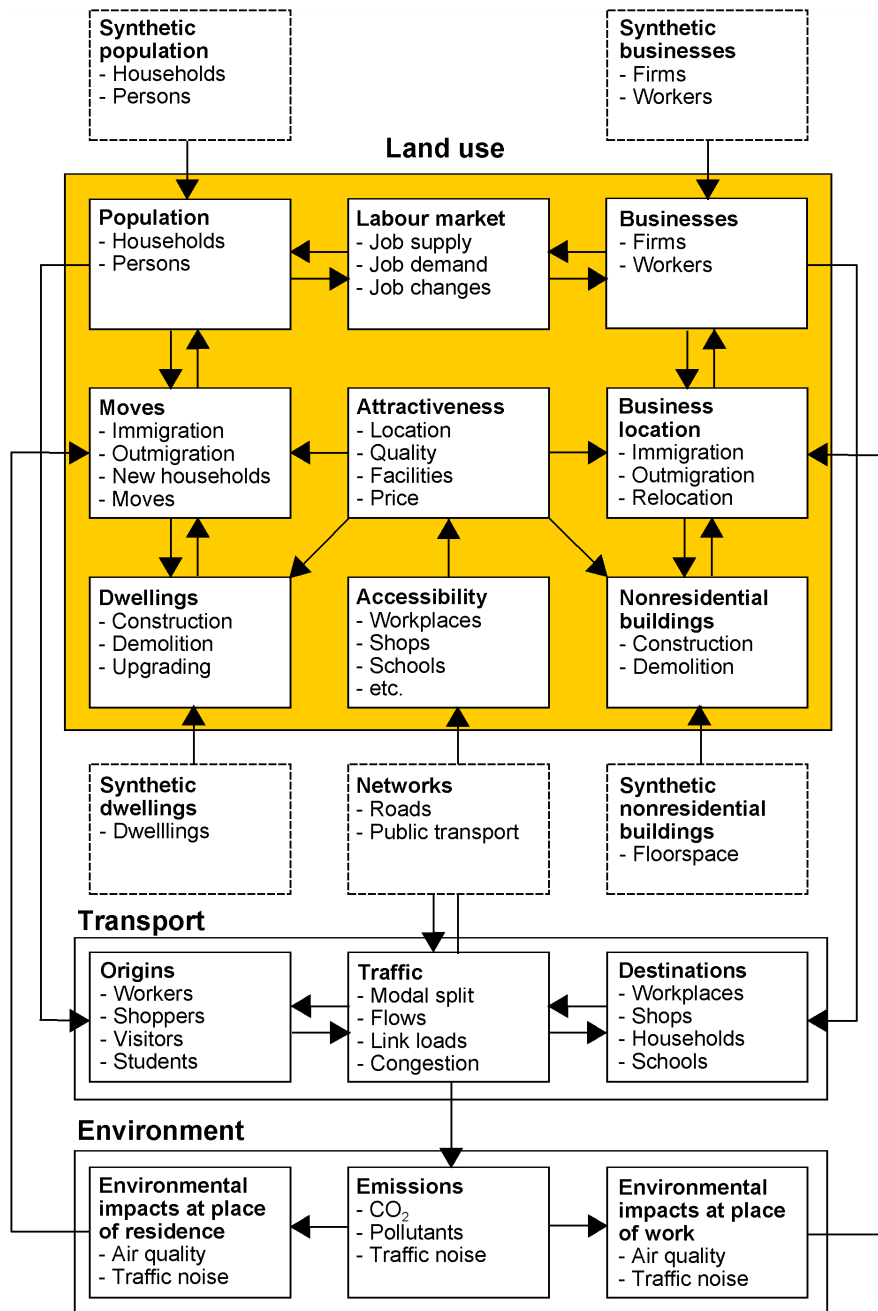 Synthetic
population
- Households
- Persons
Synthetic
businesses
- Firms
- Workers
Land use
Population
- Households
- Persons
Labour market
- Job supply
- Job demand
- Job changes
Businesses
- Firms
- Workers
Moves
- Immigration
- Outmigration
- New households
- Moves
Attractiveness
- Location
- Quality
- Facilities
- Price
Business
location
- Immigration
- Outmigration
- Relocation
Dwellings
- Construction
- Demolition
- Upgrading
Accessibility
- Workplaces
- Shops
- Schools
- etc.
Nonresidential
buildings
- Construction
- Demolition
Synthetic
dwellings
- Dwelllings
Networks
- Roads
- Public transport
Synthetic
nonresidential
buildings
- Floorspace
Transport
Origins
- Workers
- Shoppers
- Visitors
- Students
Traffic
- Modal split
- Flows
- Link loads
- Congestion
Destinations
- Workplaces
- Shops
- Households
- Schools
Environment
Environmental
impacts at place
of residence
- Air quality
- Traffic noise
Emissions
- CO₂
- Pollutants
- Traffic noise
Environmental
impacts at place
of work
- Air quality
- Traffic noise